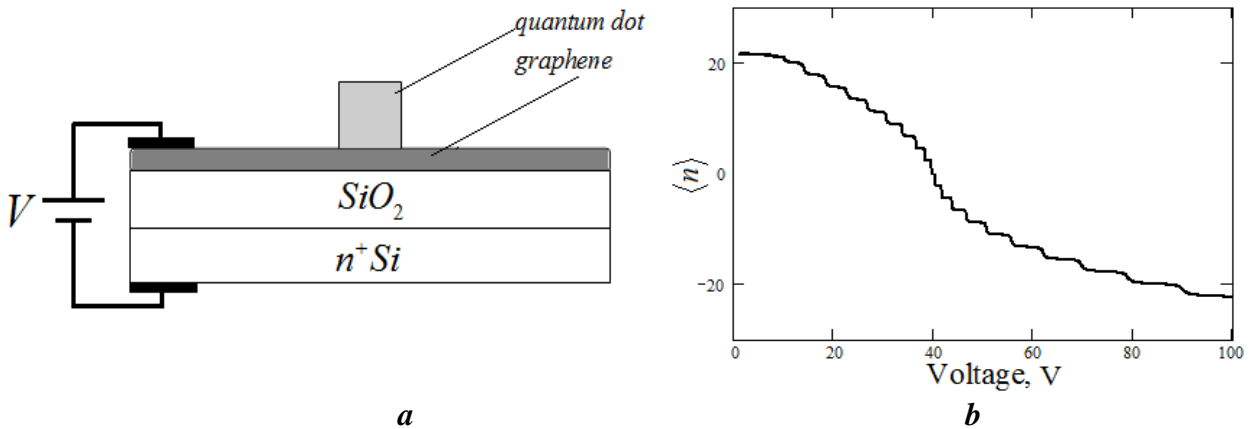 quantum dot
graphene
V
SiO2
n+Si
a
⟨n⟩
20
0
−20
0
20
40
60
80
100
Voltage, V
b